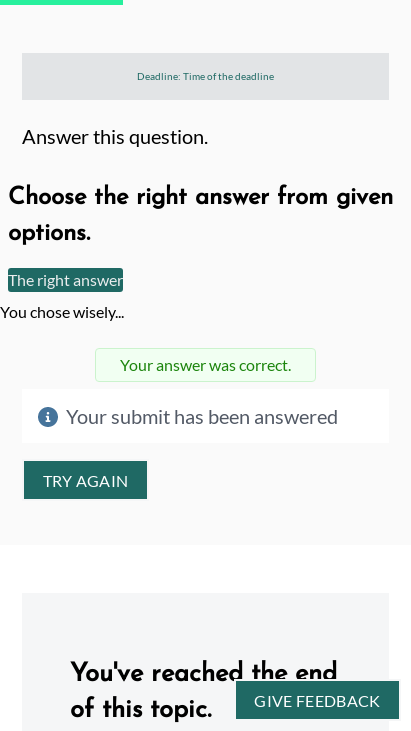 Deadline: Time of the deadline
Answer this question.
Choose the right answer from given
options.
The right answer
You chose wisely...
Your answer was correct.
Your submit has been answered
TRY AGAIN
You've reached the end
of this topic.
GIVE FEEDBACK